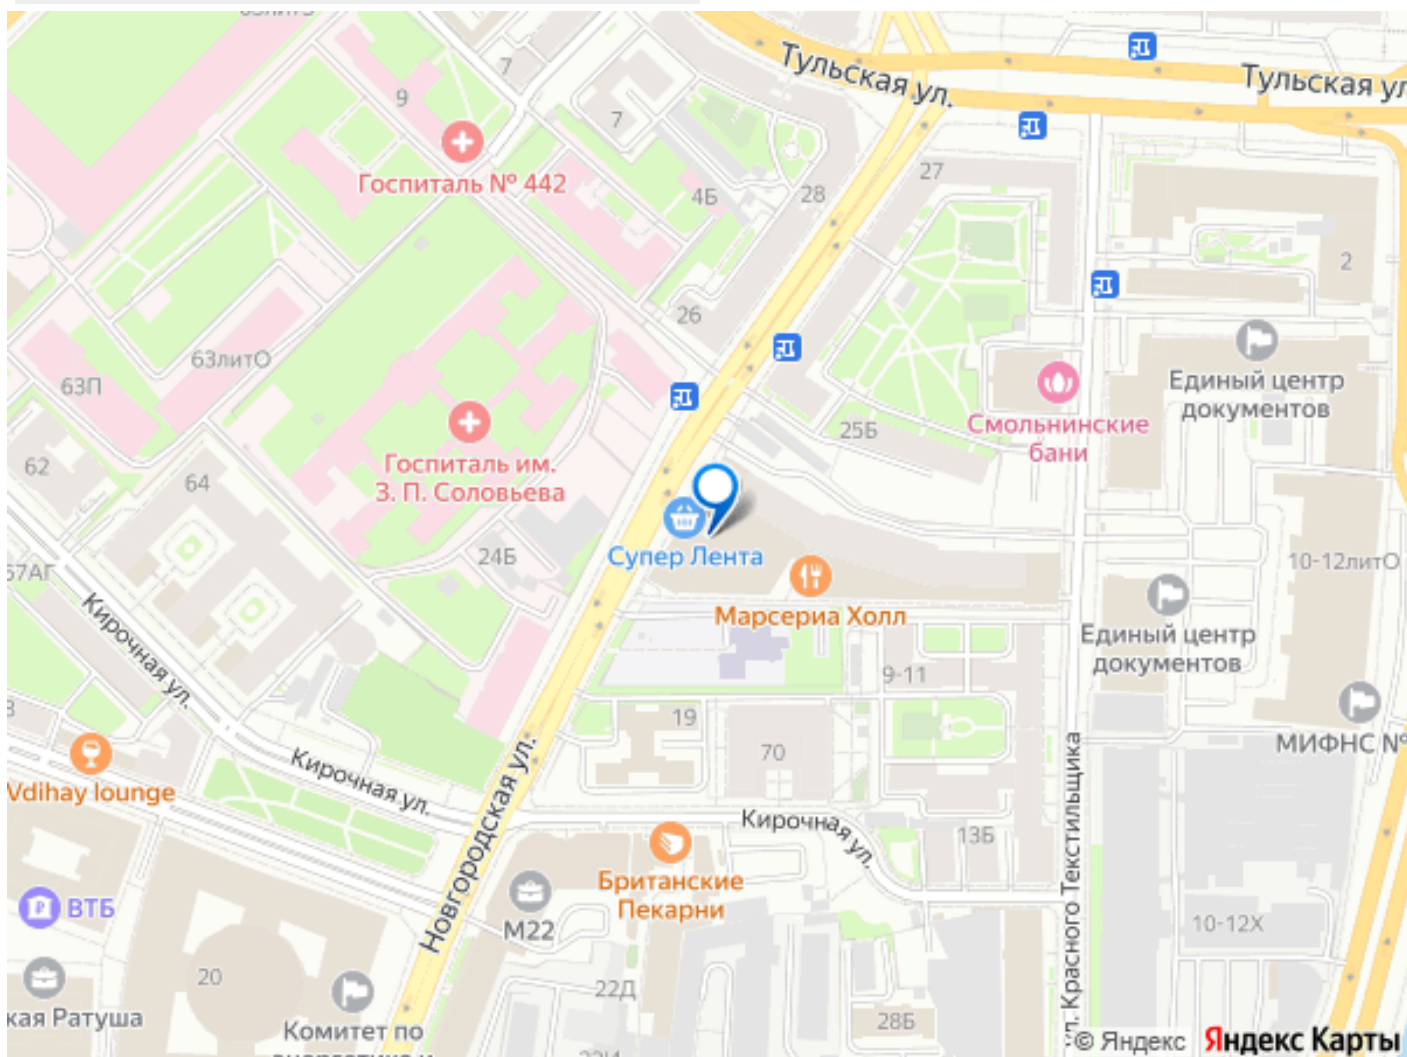 7
9
7
Тульская ул.
Тульская ул
Госпиталь № 442
4Б
28
27
2
26
63литО
63П
Единый центр
документов
Смольнинские
бани
25Б
62
64
Госпиталь им.
З. П. Соловьева
24Б
Супер Лента
10-12литО
57АГ
Марсериа Холл
Единый центр
документов
Кирочная ул.
9-11
19
70
МИФНС №
Кирочная ул.
Vdihay lounge
Новгородская ул.
Кирочная ул.
13Б
ул. Красного Текстильщика
Британские
Пекарни
ВТБ
М22
10-12Х
20
22Д
кая Ратуша
28Б
Комитет по
© Яндекс Яндекс Карты